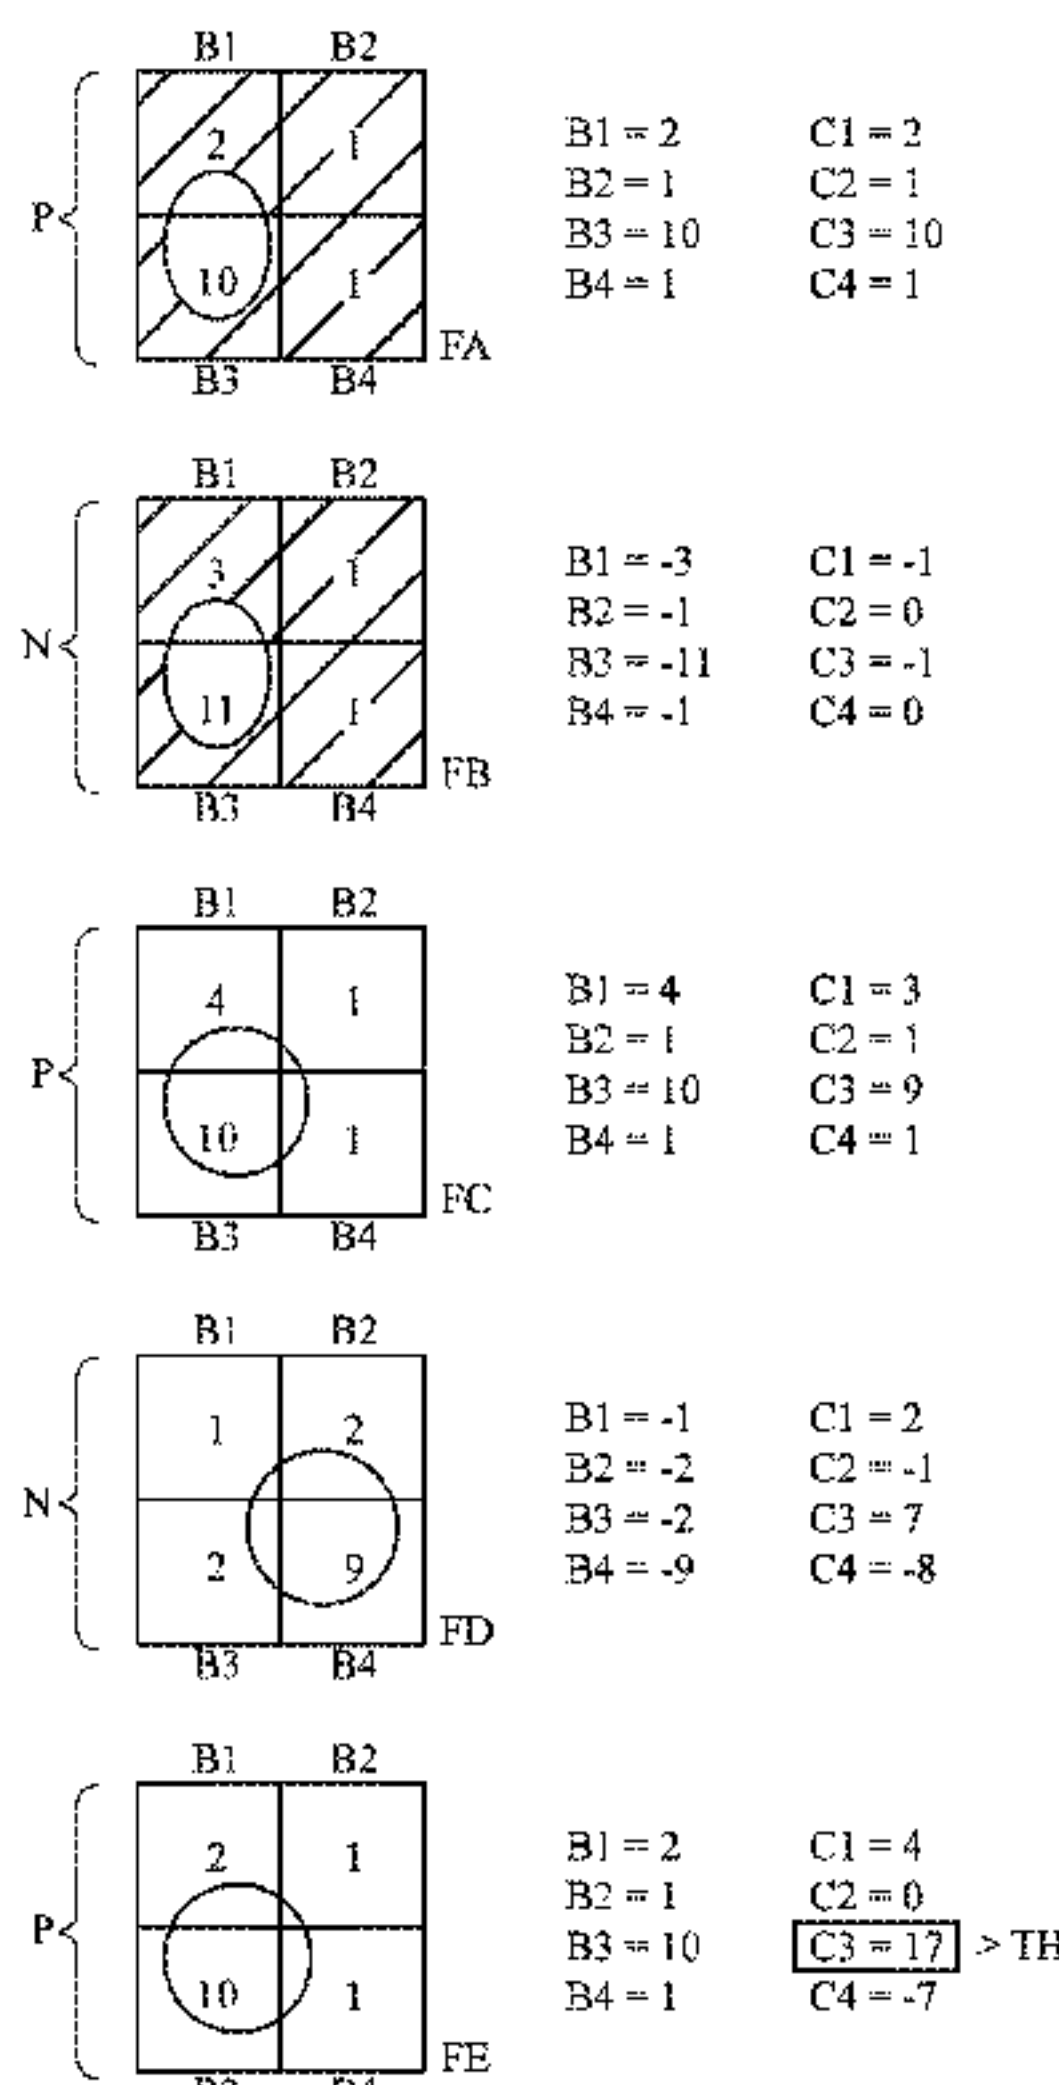 B1 B2
2 1
P
10 1
FA
B3 B4
B1 = 2 C1 = 2
B2 = 1 C2 = 1
B3 = 10 C3 = 10
B4 = 1 C4 = 1
B1 B2
3 1
N
11 1
FB
B3 B4
B1 = -3 C1 = -1
B2 = -1 C2 = 0
B3 = -11 C3 = -1
B4 = -1 C4 = 0
B1 B2
4 1
P
10 1
FC
B3 B4
B1 = 4 C1 = 3
B2 = 1 C2 = 1
B3 = 10 C3 = 9
B4 = 1 C4 = 1
B1 B2
1 2
N
2 9
FD
B3 B4
B1 = -1 C1 = 2
B2 = -2 C2 = -1
B3 = -2 C3 = 7
B4 = -9 C4 = -8
B1 B2
2 1
P
10 1
FE
B1 = 2 C1 = 4
B2 = 1 C2 = 0
B3 = 10 C3 = 17 > TH
B4 = 1 C4 = -7